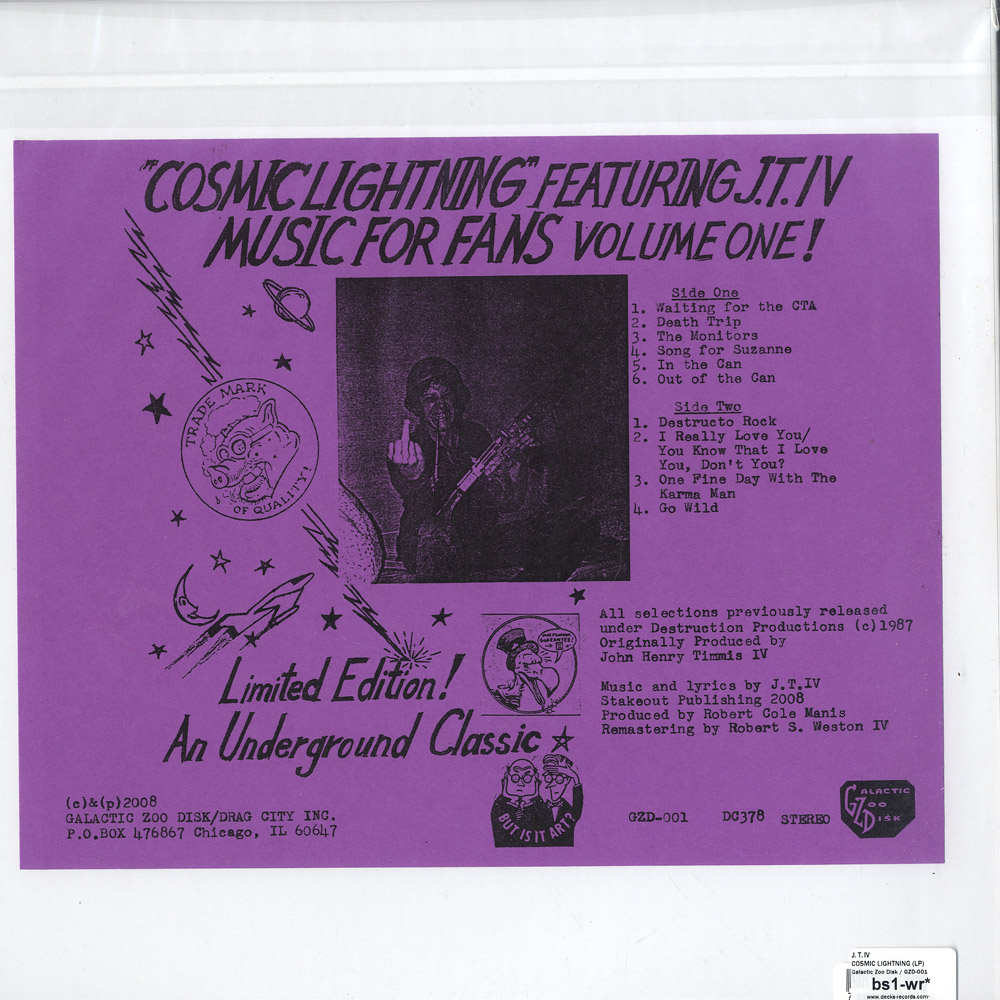 "COSMIC LIGHTNING" FEATURING J.T. IV
MUSIC FOR FANS VOLUME ONE!
Side One
1. Waiting for the CTA
2. Death Trip
3. The Monitors
4. Song for Suzanne
5. In the Can
6. Out of the Can
Side Two
1. Destructo Rock
2. I Really Love You/
You Know That I Love
You, Don't You?
3. One Fine Day With The
Karma Man
4. Go Wild
TRADE MARK
OF QUALITY!
OUR FAMOUS
GUARANTEE!
All selections previously released
under Destruction Productions (c)1987
Originally Produced by
John Henry Timmis IV
Music and lyrics by J.T.IV
Stakeout Publishing 2008
Produced by Robert Cole Manis
Remastering by Robert S. Weston IV
Limited Edition!
An Underground Classic
BUT IS IT ART?
(c)&(p)2008
GALACTIC ZOO DISK/DRAG CITY INC.
P.O.BOX 476867 Chicago, IL 60647
GZD-001 DC378 STEREO
GALACTIC
ZOO
DISK
J.T.IV
COSMIC LIGHTNING (LP)
Galactic Zoo Disk / GZD-001
bs1-wr*
www.decks-records.com